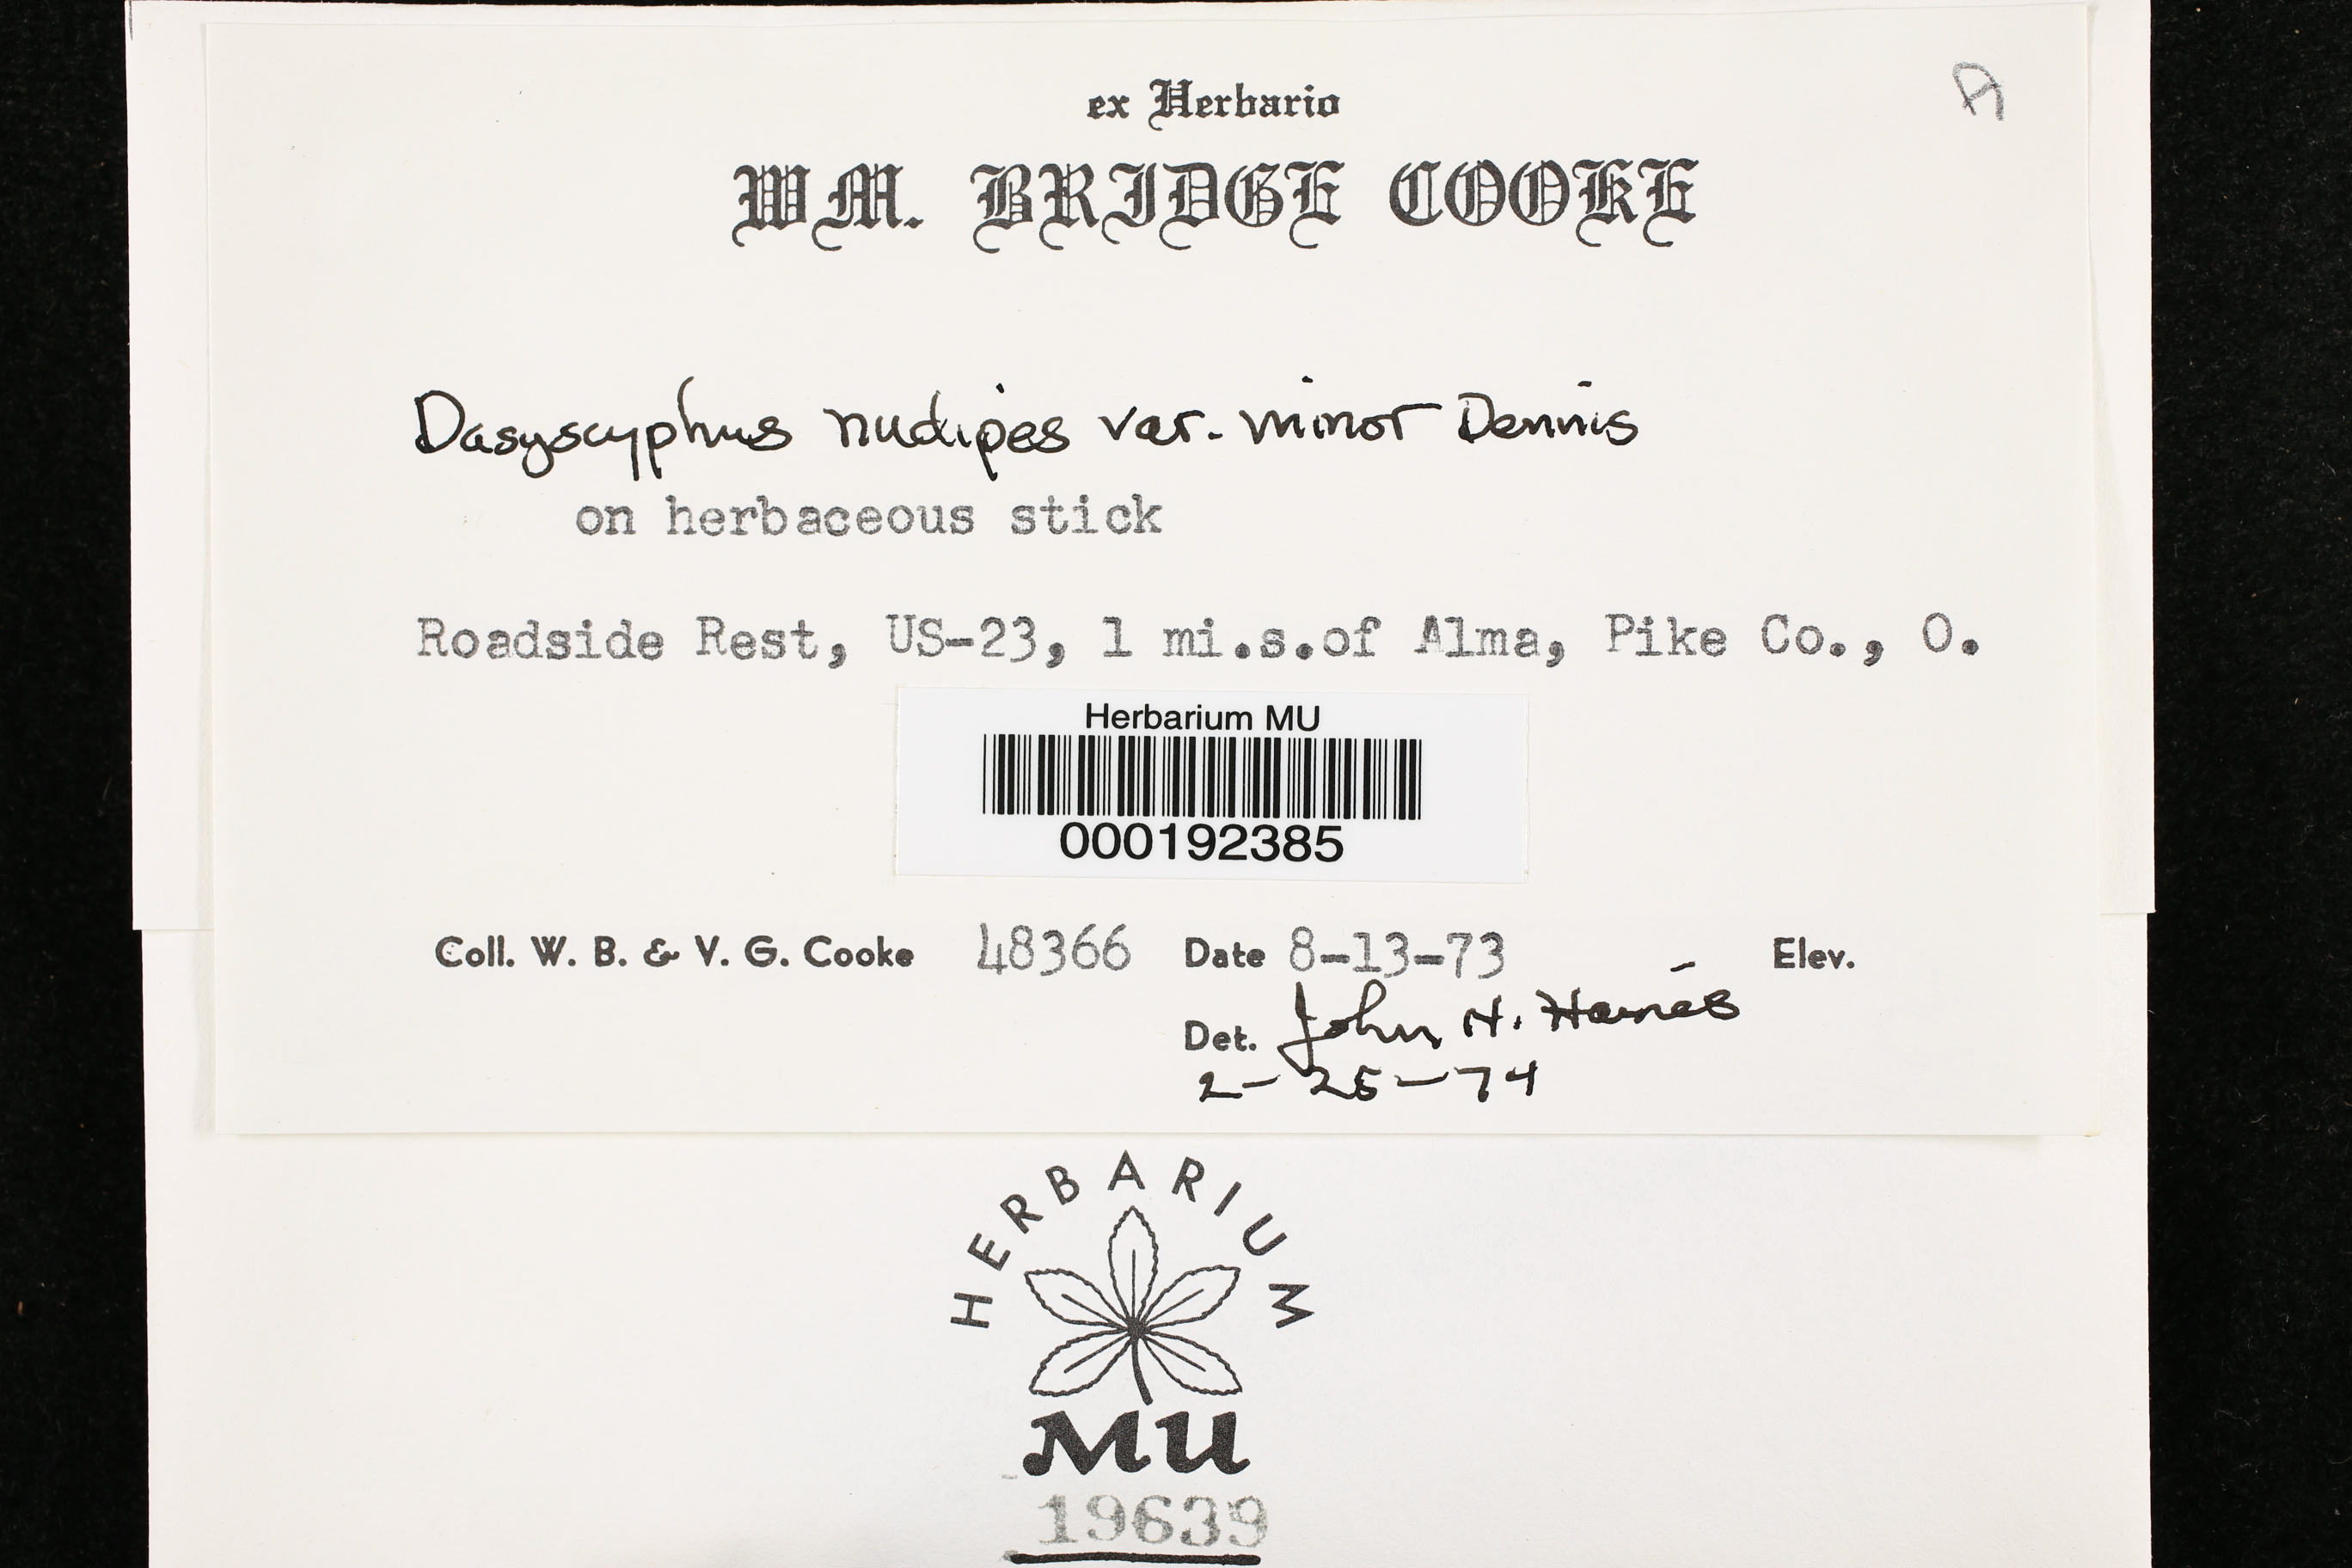 A
ex Herbario
WM. BRIDGE COOKE
Dasyscyphus nudipes var. minor Dennis
on herbaceous stick
Roadside Rest, US-23, 1 mi.s.of Alma, Pike Co., O.
Herbarium MU
000192385
Coll. W. B. & V. G. Cooke 48366 Date 8-13-73 Elev.
Det. John H. Haines
2-25-74
HERBARIUM
MU
19639